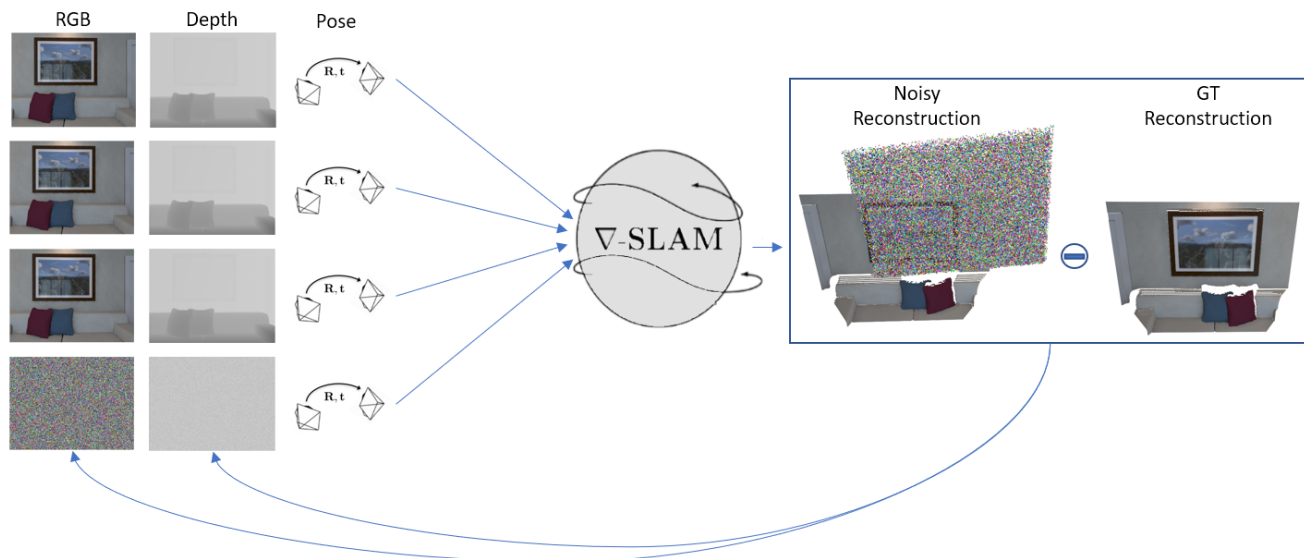 RGB
Depth
Pose
R, t
R, t
R, t
R, t
∇-SLAM
Noisy
Reconstruction
GT
Reconstruction